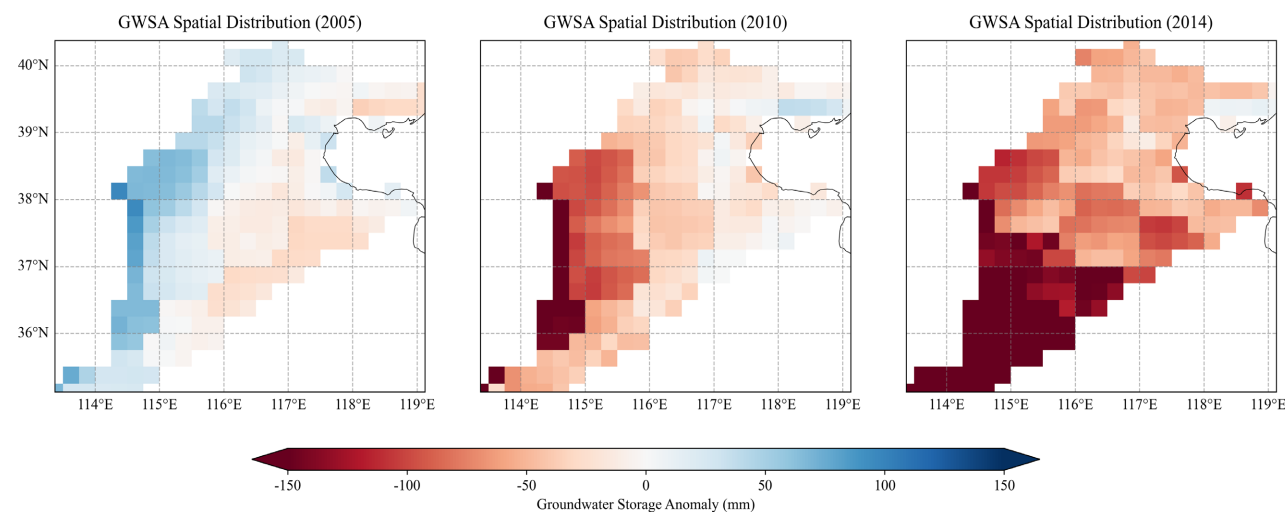 GWSA Spatial Distribution (2005)
GWSA Spatial Distribution (2010)
GWSA Spatial Distribution (2014)
40°N
39°N
38°N
37°N
36°N
114°E 115°E 116°E 117°E 118°E 119°E
114°E 115°E 116°E 117°E 118°E 119°E
114°E 115°E 116°E 117°E 118°E 119°E
-150 -100 -50 0 50 100 150
Groundwater Storage Anomaly (mm)